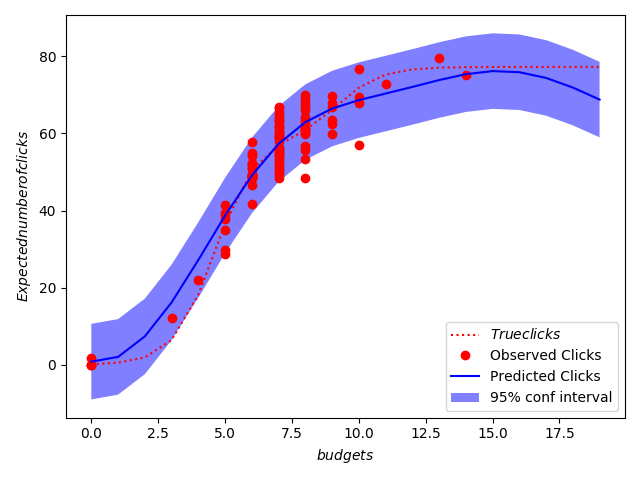 Expectednumberofclicks
80
60
40
20
0
0.0 2.5 5.0 7.5 10.0 12.5 15.0 17.5
budgets
Trueclicks
Observed Clicks
Predicted Clicks
95% conf interval